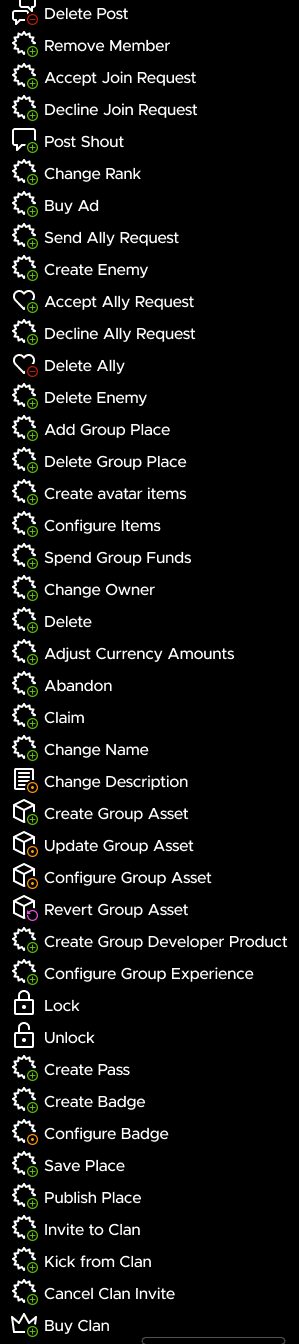 Delete Post
Remove Member
Accept Join Request
Decline Join Request
Post Shout
Change Rank
Buy Ad
Send Ally Request
Create Enemy
Accept Ally Request
Decline Ally Request
Delete Ally
Delete Enemy
Add Group Place
Delete Group Place
Create avatar items
Configure Items
Spend Group Funds
Change Owner
Delete
Adjust Currency Amounts
Abandon
Claim
Change Name
Change Description
Create Group Asset
Update Group Asset
Configure Group Asset
Revert Group Asset
Create Group Developer Product
Configure Group Experience
Lock
Unlock
Create Pass
Create Badge
Configure Badge
Save Place
Publish Place
Invite to Clan
Kick from Clan
Cancel Clan Invite
Buy Clan